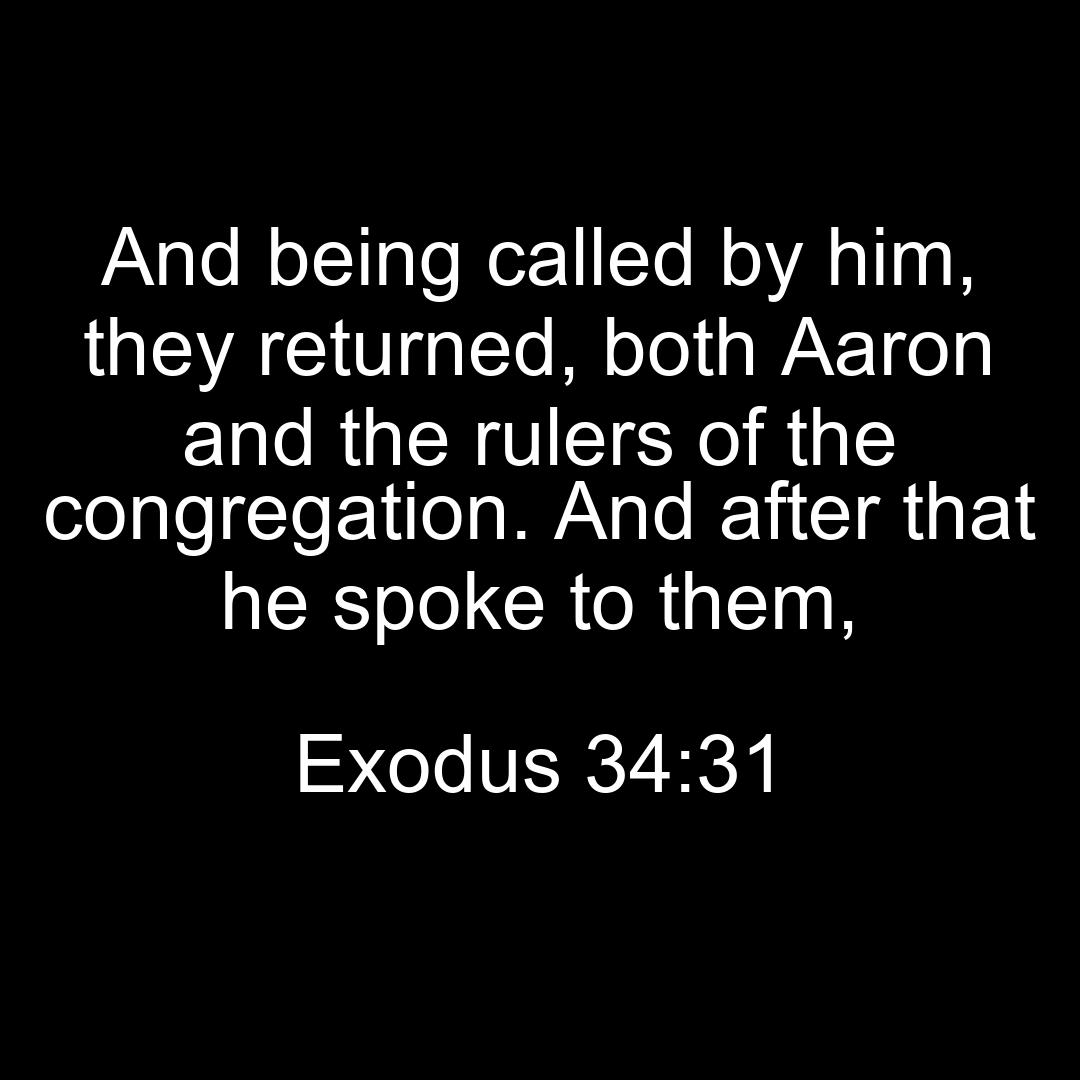 And being called by him,
they returned, both Aaron
and the rulers of the
congregation. And after that
he spoke to them,
Exodus 34:31